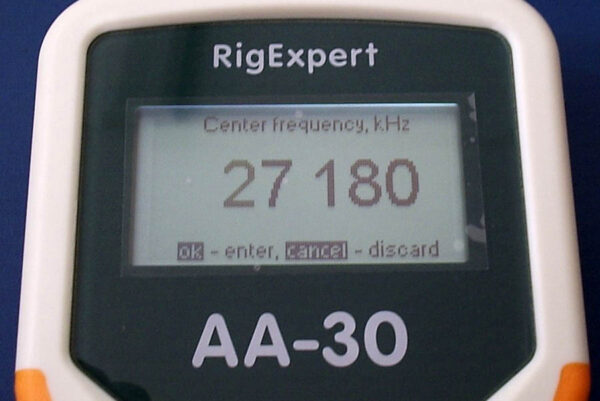 RigExpert
Center frequency, kHz
27 180
ok - enter, cancel - discard
AA-30